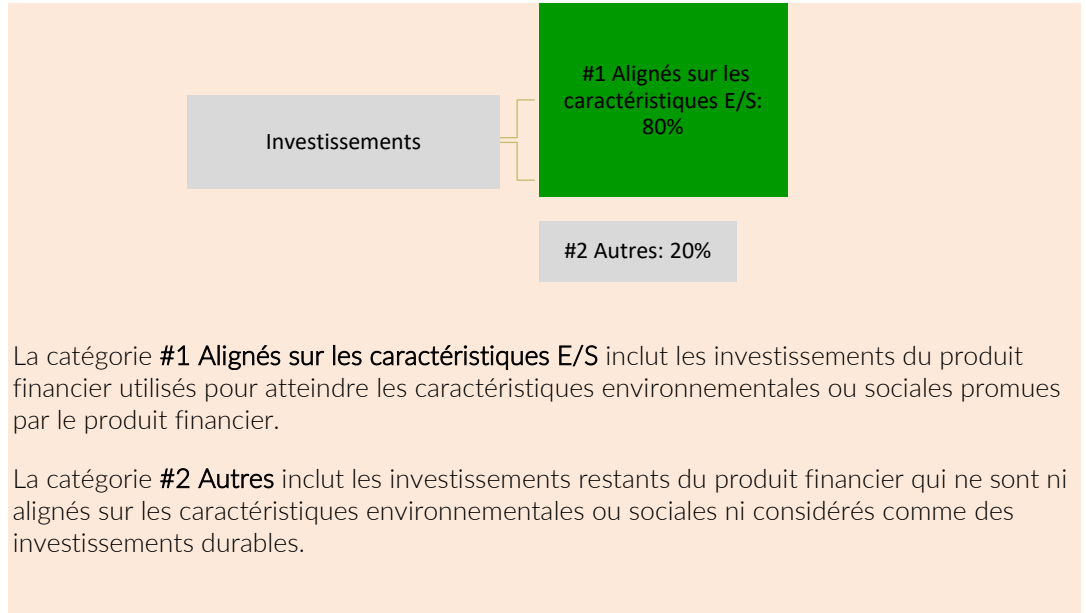 #1 Alignés sur les
caractéristiques E/S:
80%
Investissements
#2 Autres: 20%
La catégorie #1 Alignés sur les caractéristiques E/S inclut les investissements du produit
financier utilisés pour atteindre les caractéristiques environnementales ou sociales promues
par le produit financier.
La catégorie #2 Autres inclut les investissements restants du produit financier qui ne sont ni
alignés sur les caractéristiques environnementales ou sociales ni considérés comme des
investissements durables.